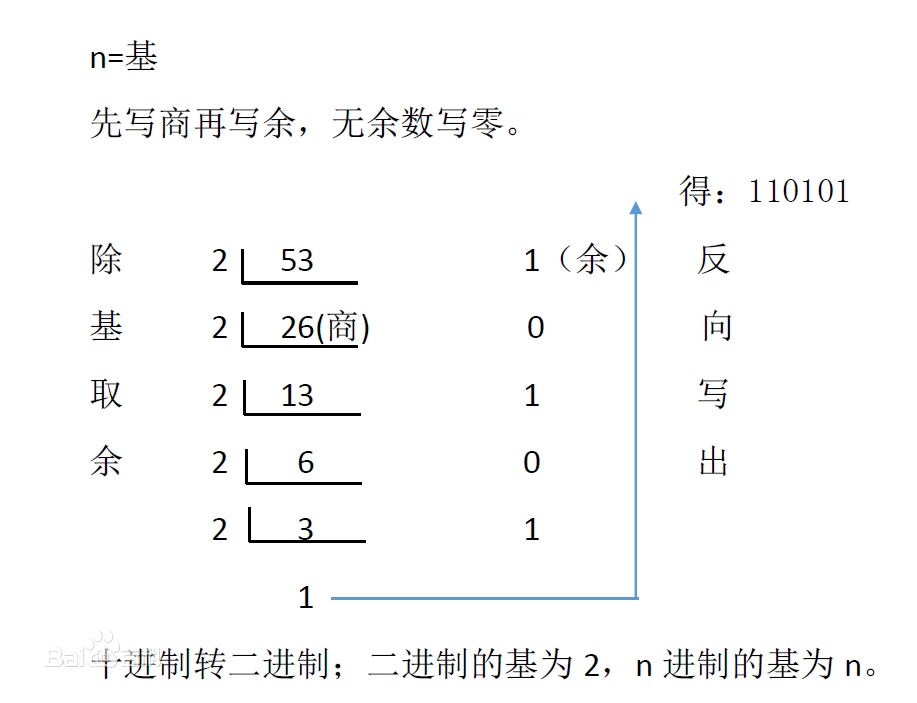 n=基
先写商再写余，无余数写零。
得：110101
除 2 53 1（余） 反
基 2 26(商) 0 向
取 2 13 1 写
余 2 6 0 出
2 3 1
1
十进制转二进制；二进制的基为2，n进制的基为n。
Bai